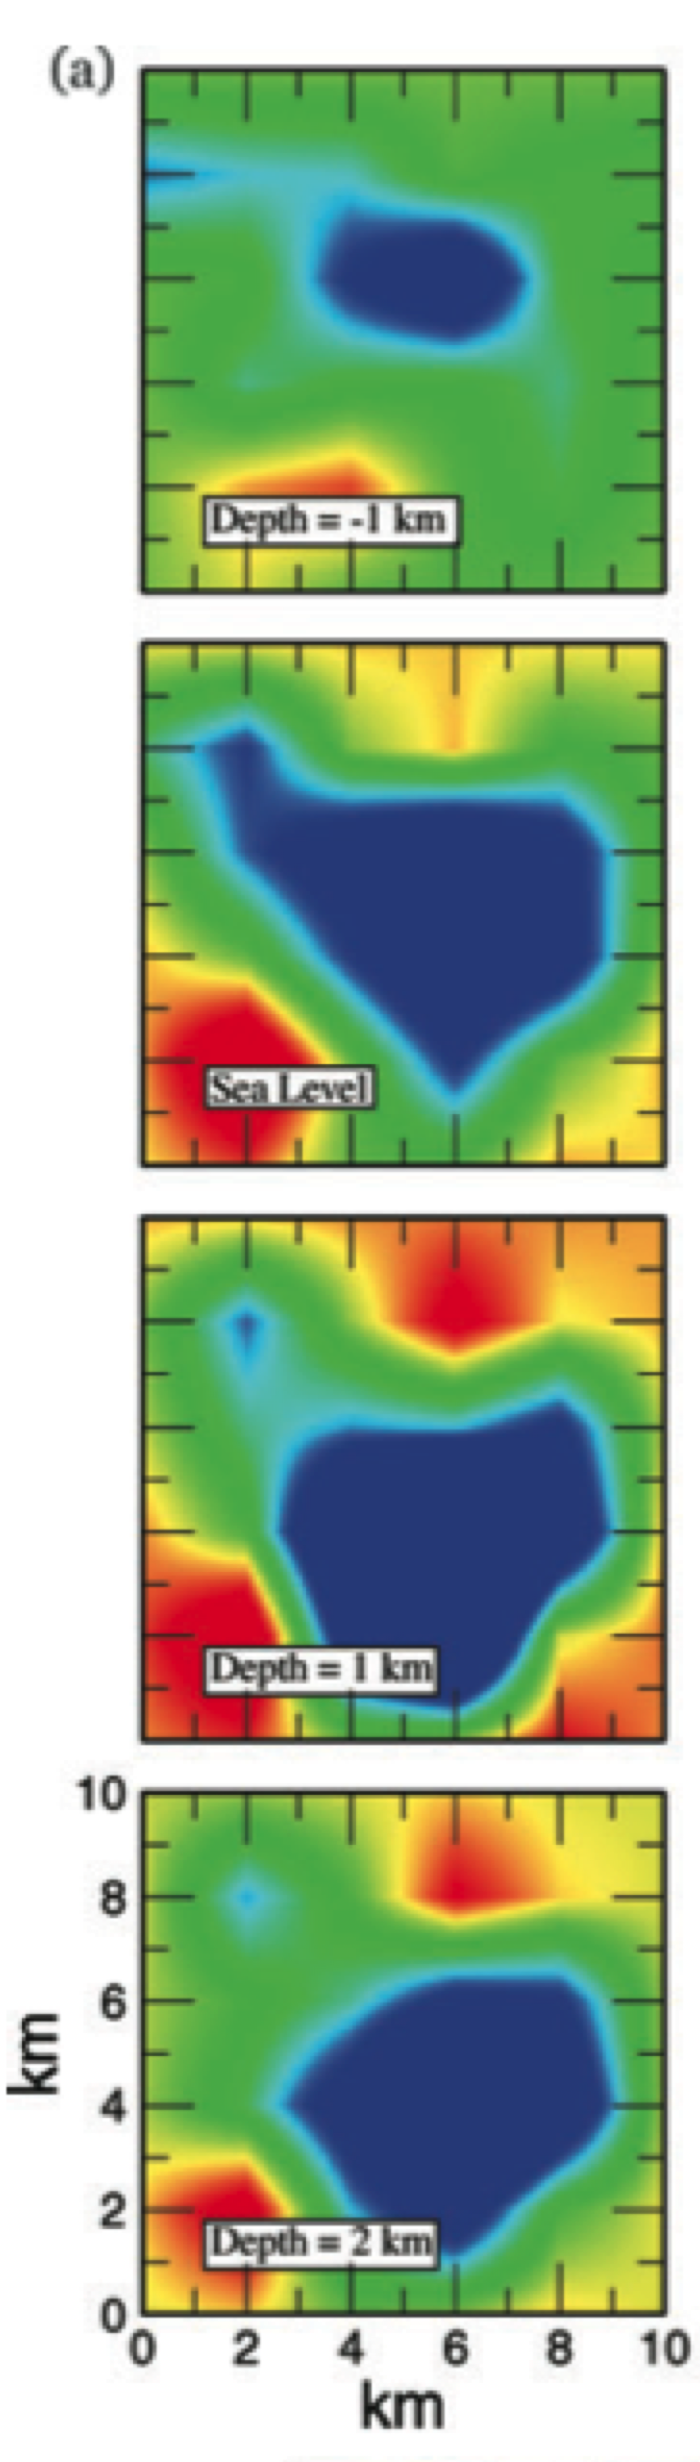 (a)
Depth = -1 km
Sea Level
Depth = 1 km
10
8
6
4
2
0
km
Depth = 2 km
0 2 4 6 8 10
km